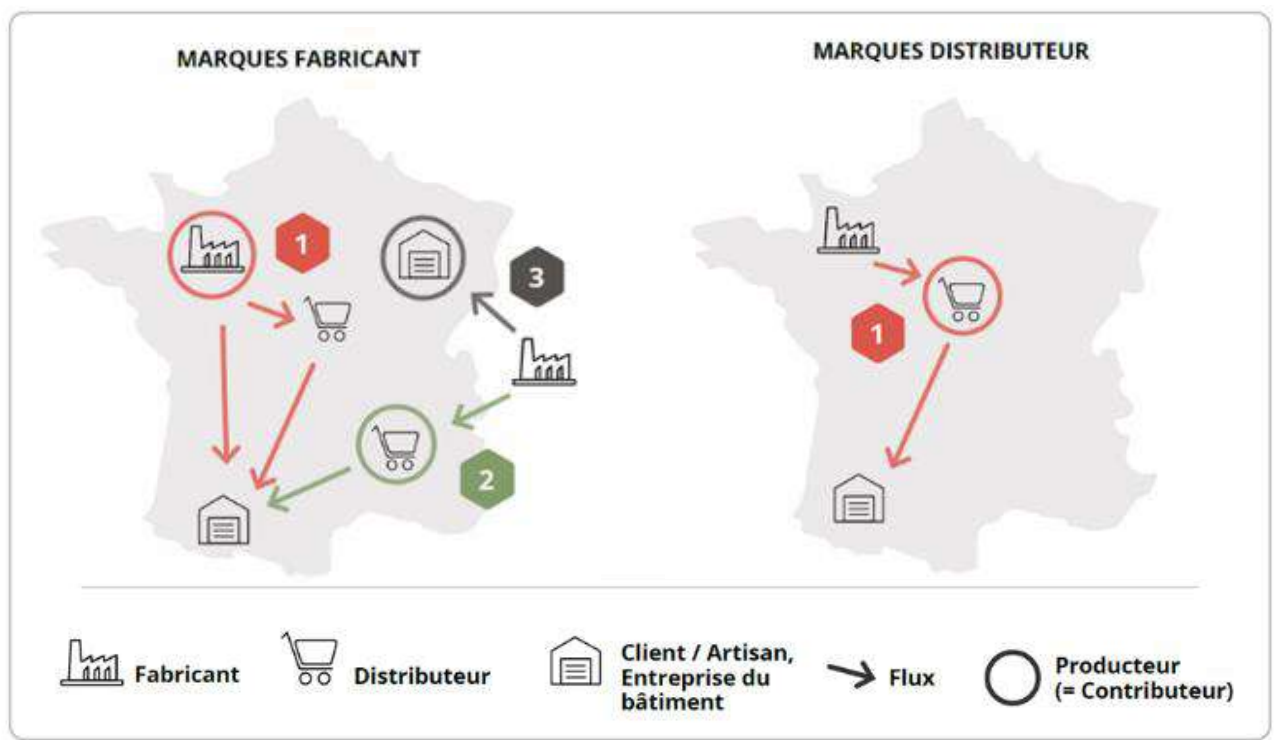 MARQUES FABRICANT
MARQUES DISTRIBUTEUR
1
3
2
1
Fabricant
Distributeur
Client / Artisan,
Entreprise du
bâtiment
Flux
Producteur
(= Contributeur)